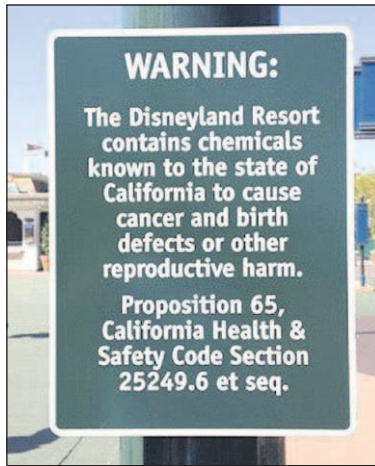 WARNING:
The Disneyland Resort
contains chemicals
known to the state of
California to cause
cancer and birth
defects or other
reproductive harm.
Proposition 65,
California Health &
Safety Code Section
25249.6 et seq.